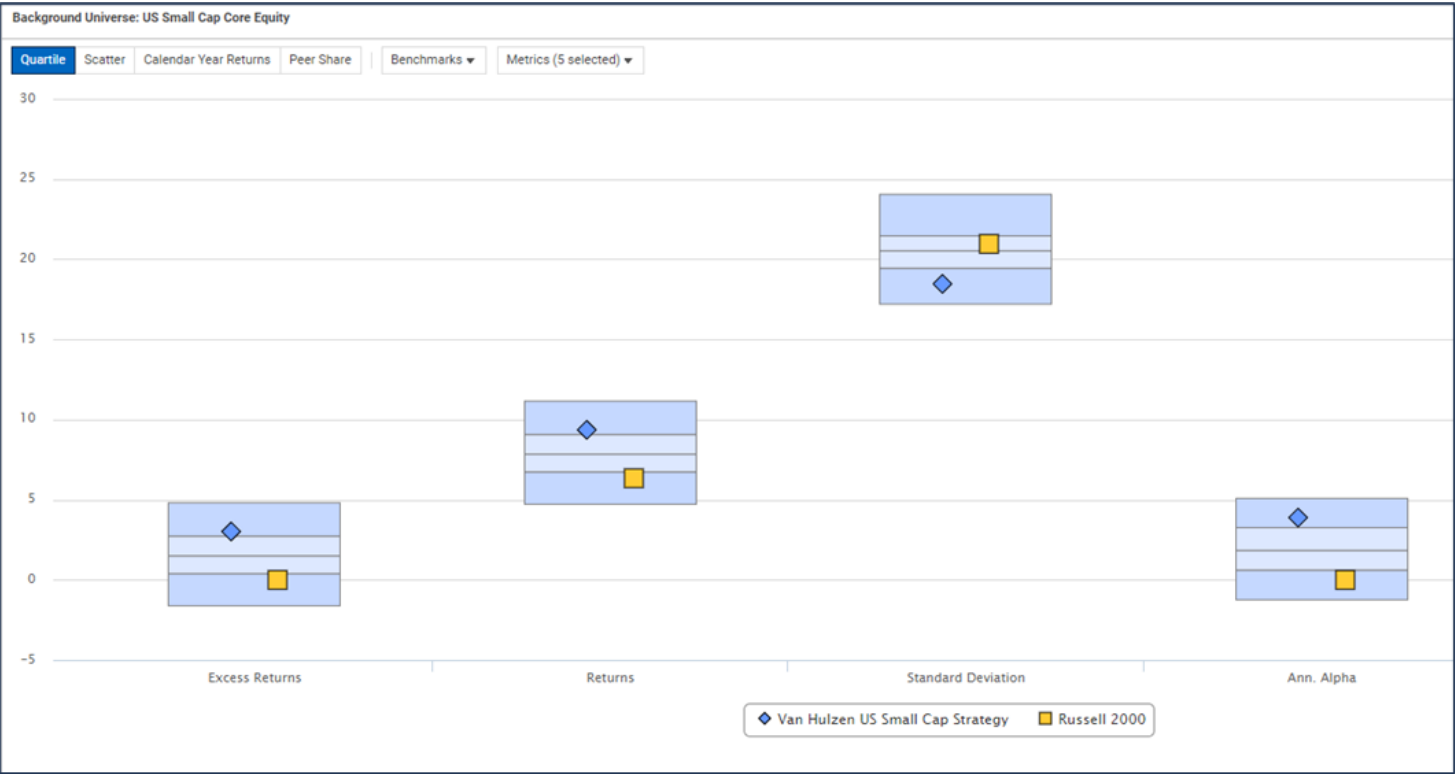 Background Universe: US Small Cap Core Equity
Quartile Scatter Calendar Year Returns Peer Share Benchmarks ▾ Metrics (5 selected) ▾
30
25
20
15
10
5
0
-5
Excess Returns Returns Standard Deviation Ann. Alpha
Van Hulzen US Small Cap Strategy Russell 2000